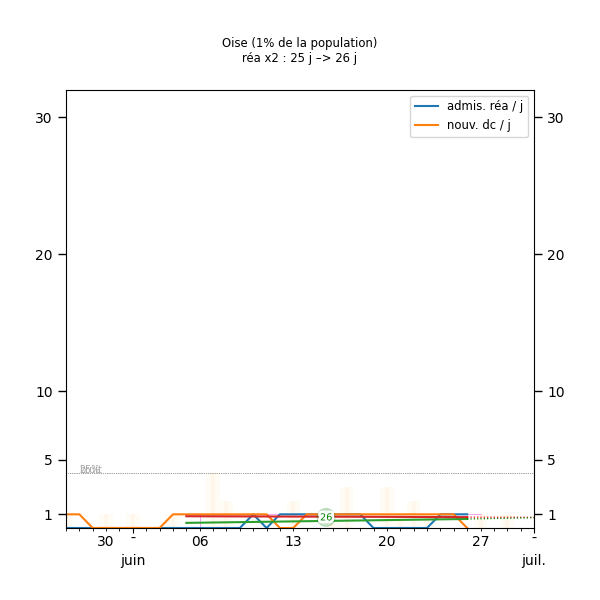 Oise (1% de la population)
réa x2 : 25 j –> 26 j
admis. réa / j
nouv. dc / j
30 30
20 20
10 10
5 5
1 1
26
30 - 06 13 20 27 -
juin juil.